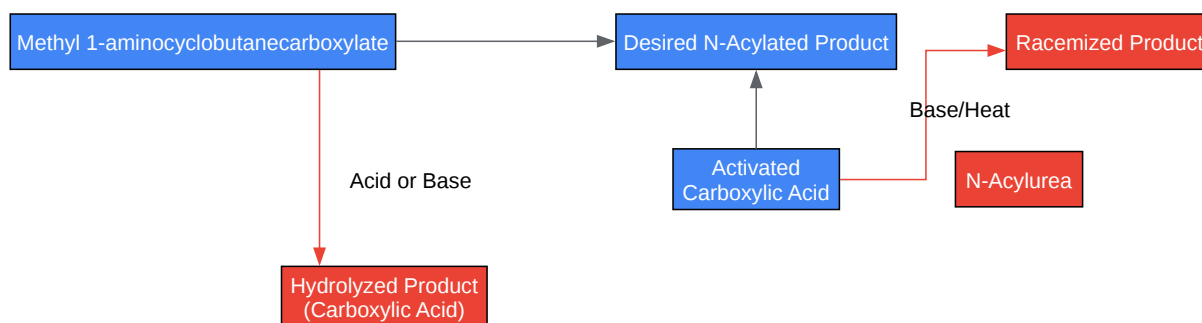 Methyl 1-aminocyclobutanecarboxylate
Desired N-Acylated Product
Racemized Product
Base/Heat
Activated
Carboxylic Acid
N-Acylurea
Acid or Base
Hydrolyzed Product
(Carboxylic Acid)